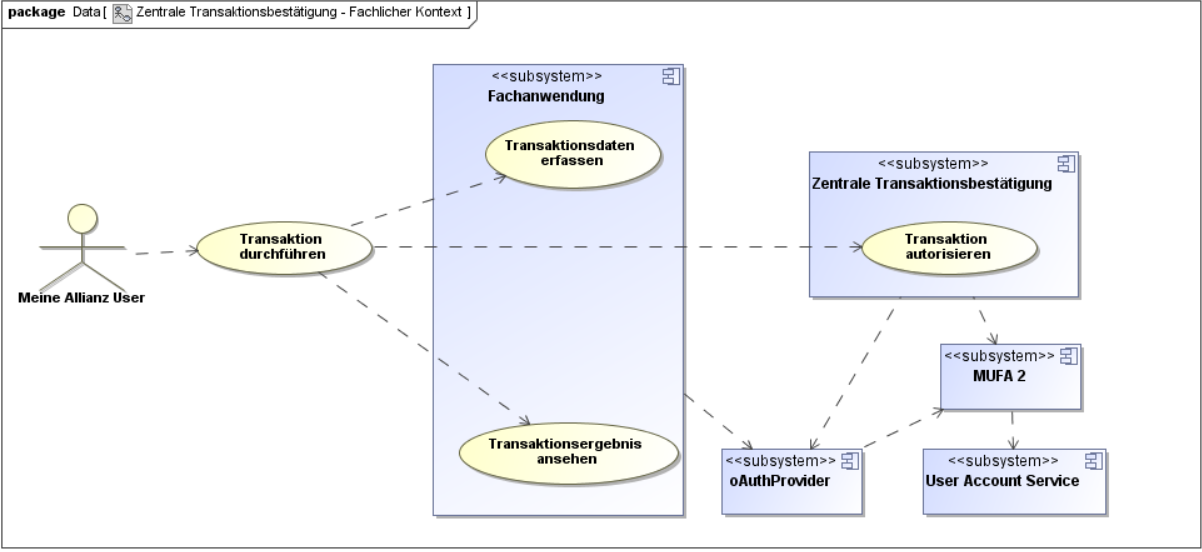 package Data [ Zentrale Transaktionsbestätigung - Fachlicher Kontext ]
<<subsystem>>
Fachanwendung
Transaktionsdaten
erfassen
<<subsystem>>
Zentrale Transaktionsbestätigung
Transaktion
autorisieren
Transaktion
durchführen
Meine Allianz User
<<subsystem>>
MUFA 2
Transaktionsergebnis
ansehen
<<subsystem>>
oAuthProvider
<<subsystem>>
User Account Service